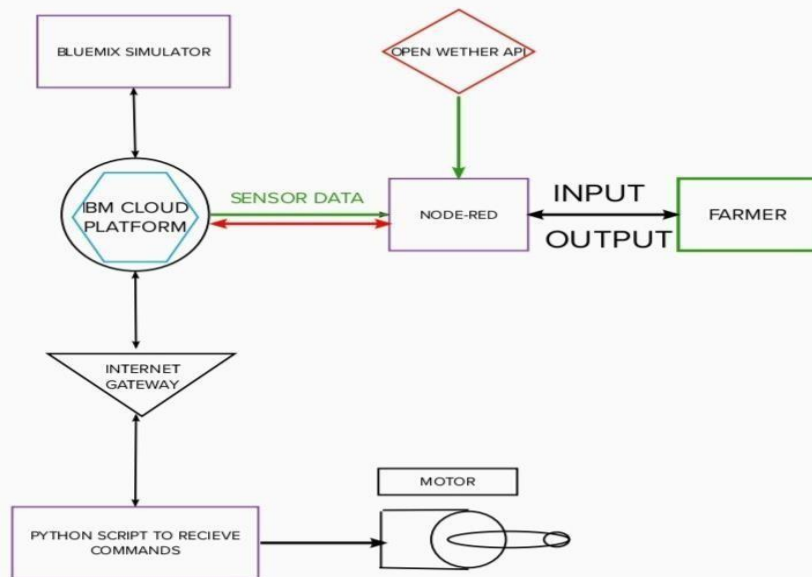 BLUEMIX SIMULATOR
OPEN WETHER API
IBM CLOUD
PLATFORM
SENSOR DATA
NODE-RED
INPUT
OUTPUT
FARMER
INTERNET
GATEWAY
MOTOR
PYTHON SCRIPT TO RECIEVE
COMMANDS